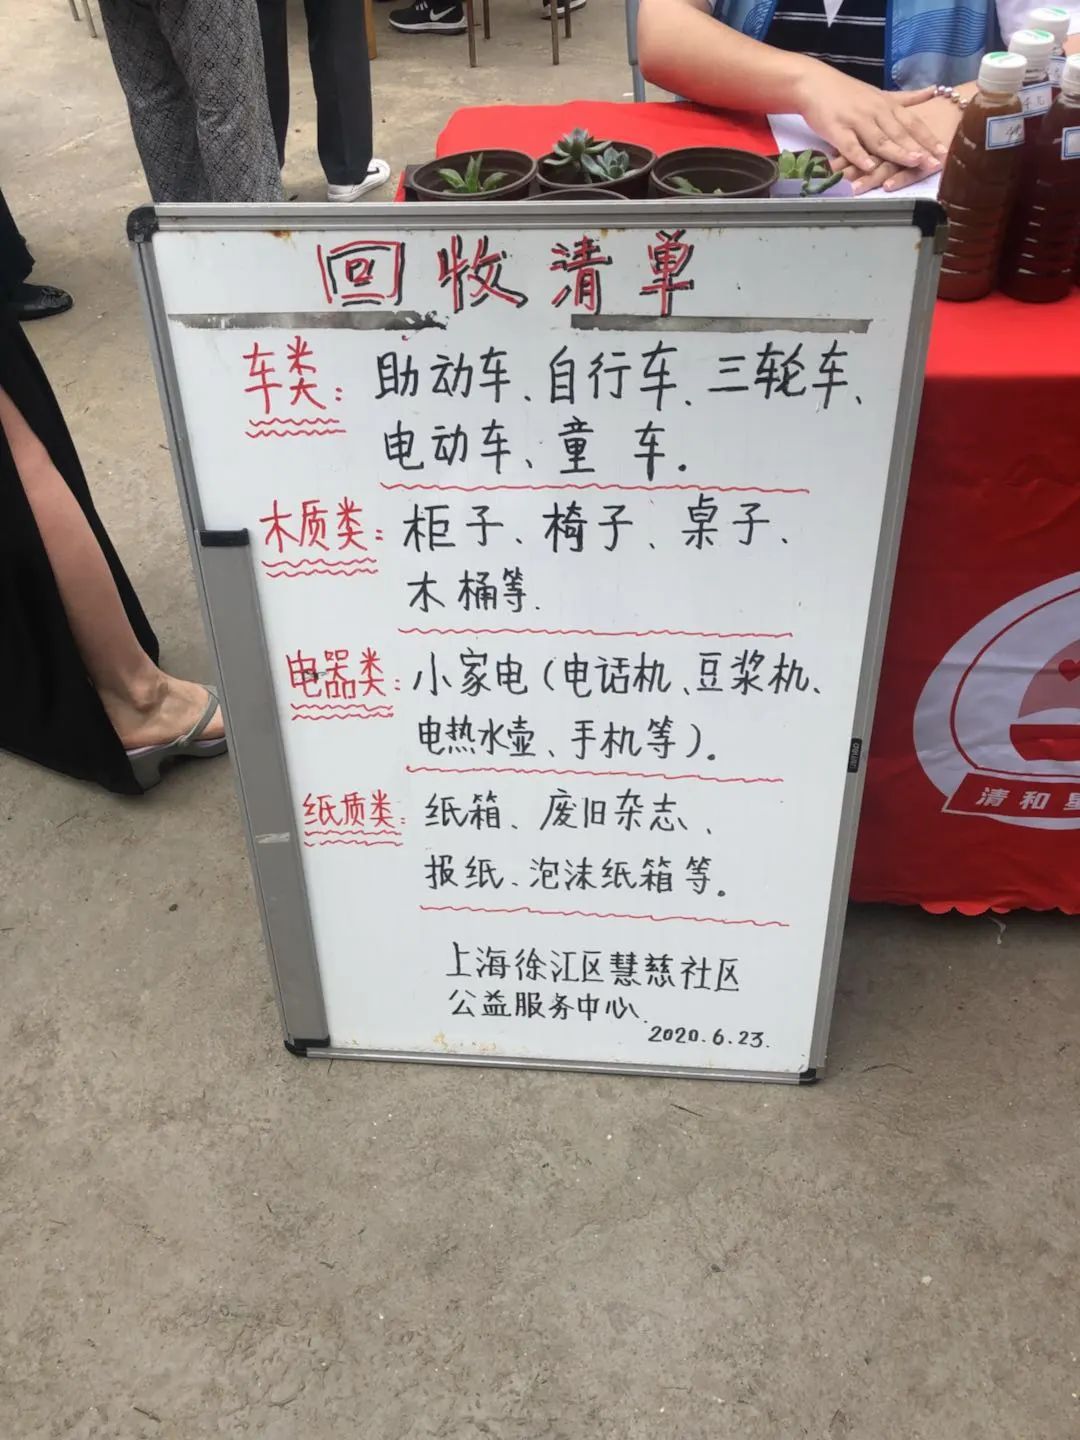 回收清单
车类：助动车、自行车、三轮车、
电动车、童车.
木质类：柜子、椅子、桌子、
木桶等.
电器类：小家电（电话机、豆浆机、
电热水壶、手机等）.
纸质类：纸箱、废旧杂志、
报纸、泡沫纸箱等.
上海徐汇区慧慈社区
公益服务中心.
2020.6.23.
清和星